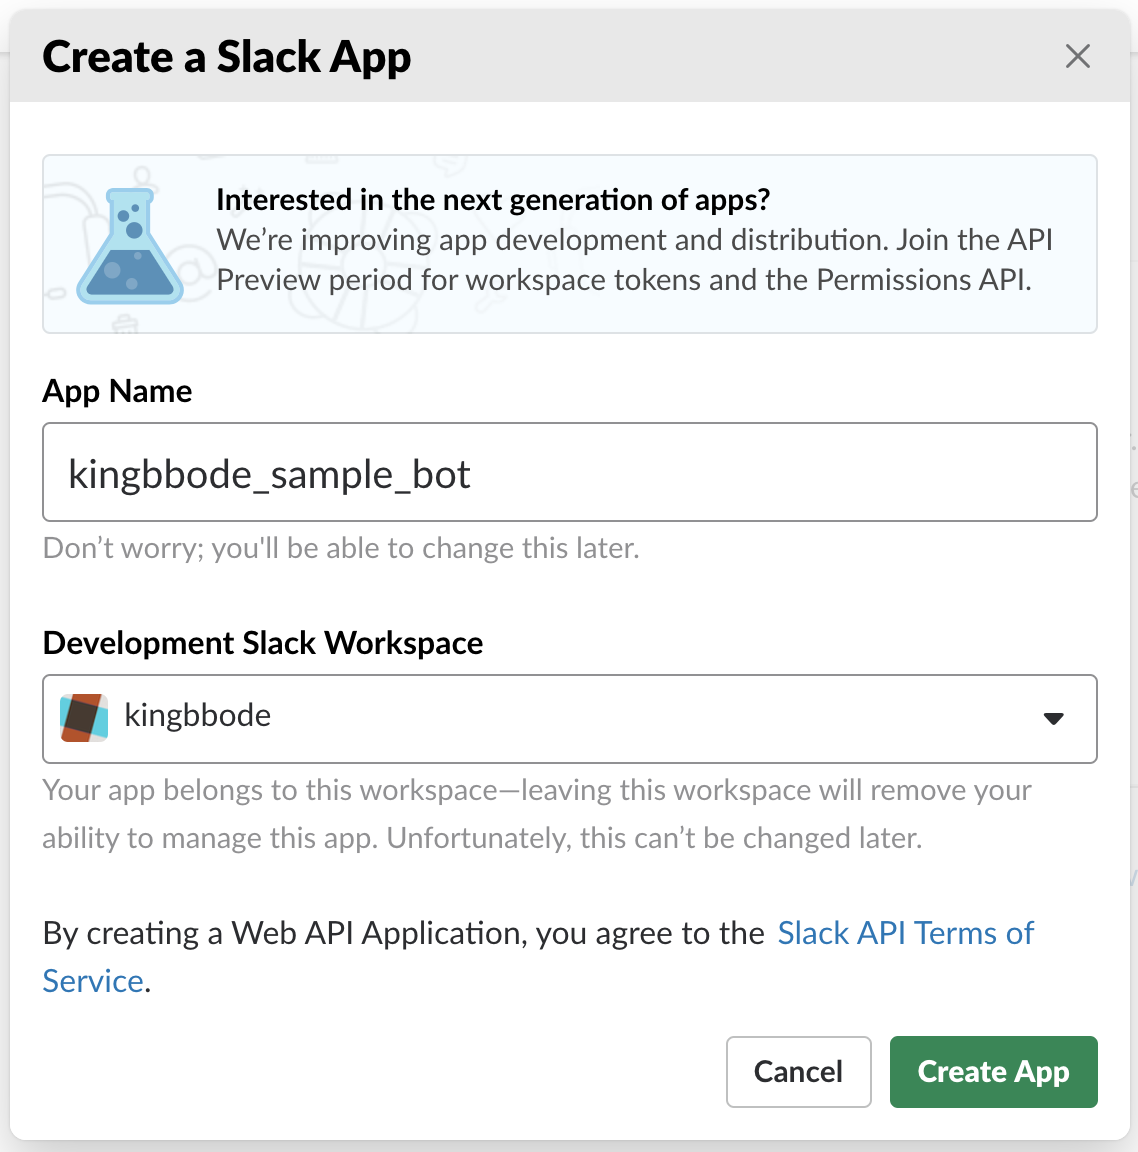 Create a Slack App
Interested in the next generation of apps?
We’re improving app development and distribution. Join the API
Preview period for workspace tokens and the Permissions API.
App Name
kingbbode_sample_bot
Don’t worry; you'll be able to change this later.
Development Slack Workspace
kingbbode
Your app belongs to this workspace—leaving this workspace will remove your
ability to manage this app. Unfortunately, this can’t be changed later.
By creating a Web API Application, you agree to the Slack API Terms of
Service.
Cancel
Create App